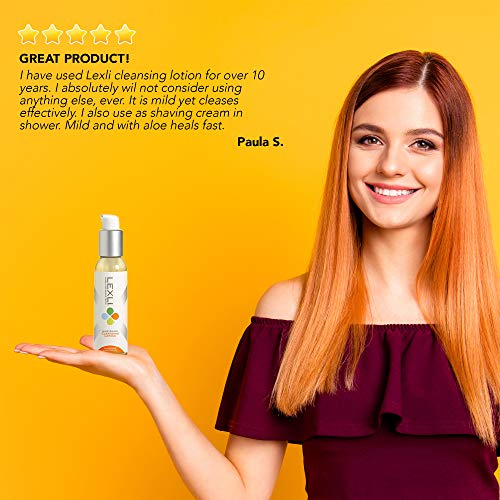 GREAT PRODUCT!
I have used Lexli cleansing lotion for over 10
years. I absolutely wil not consider using
anything else, ever. It is mild yet cleases
effectively. I also use as shaving cream in
shower. Mild and with aloe heals fast.
Paula S.
LEXLI